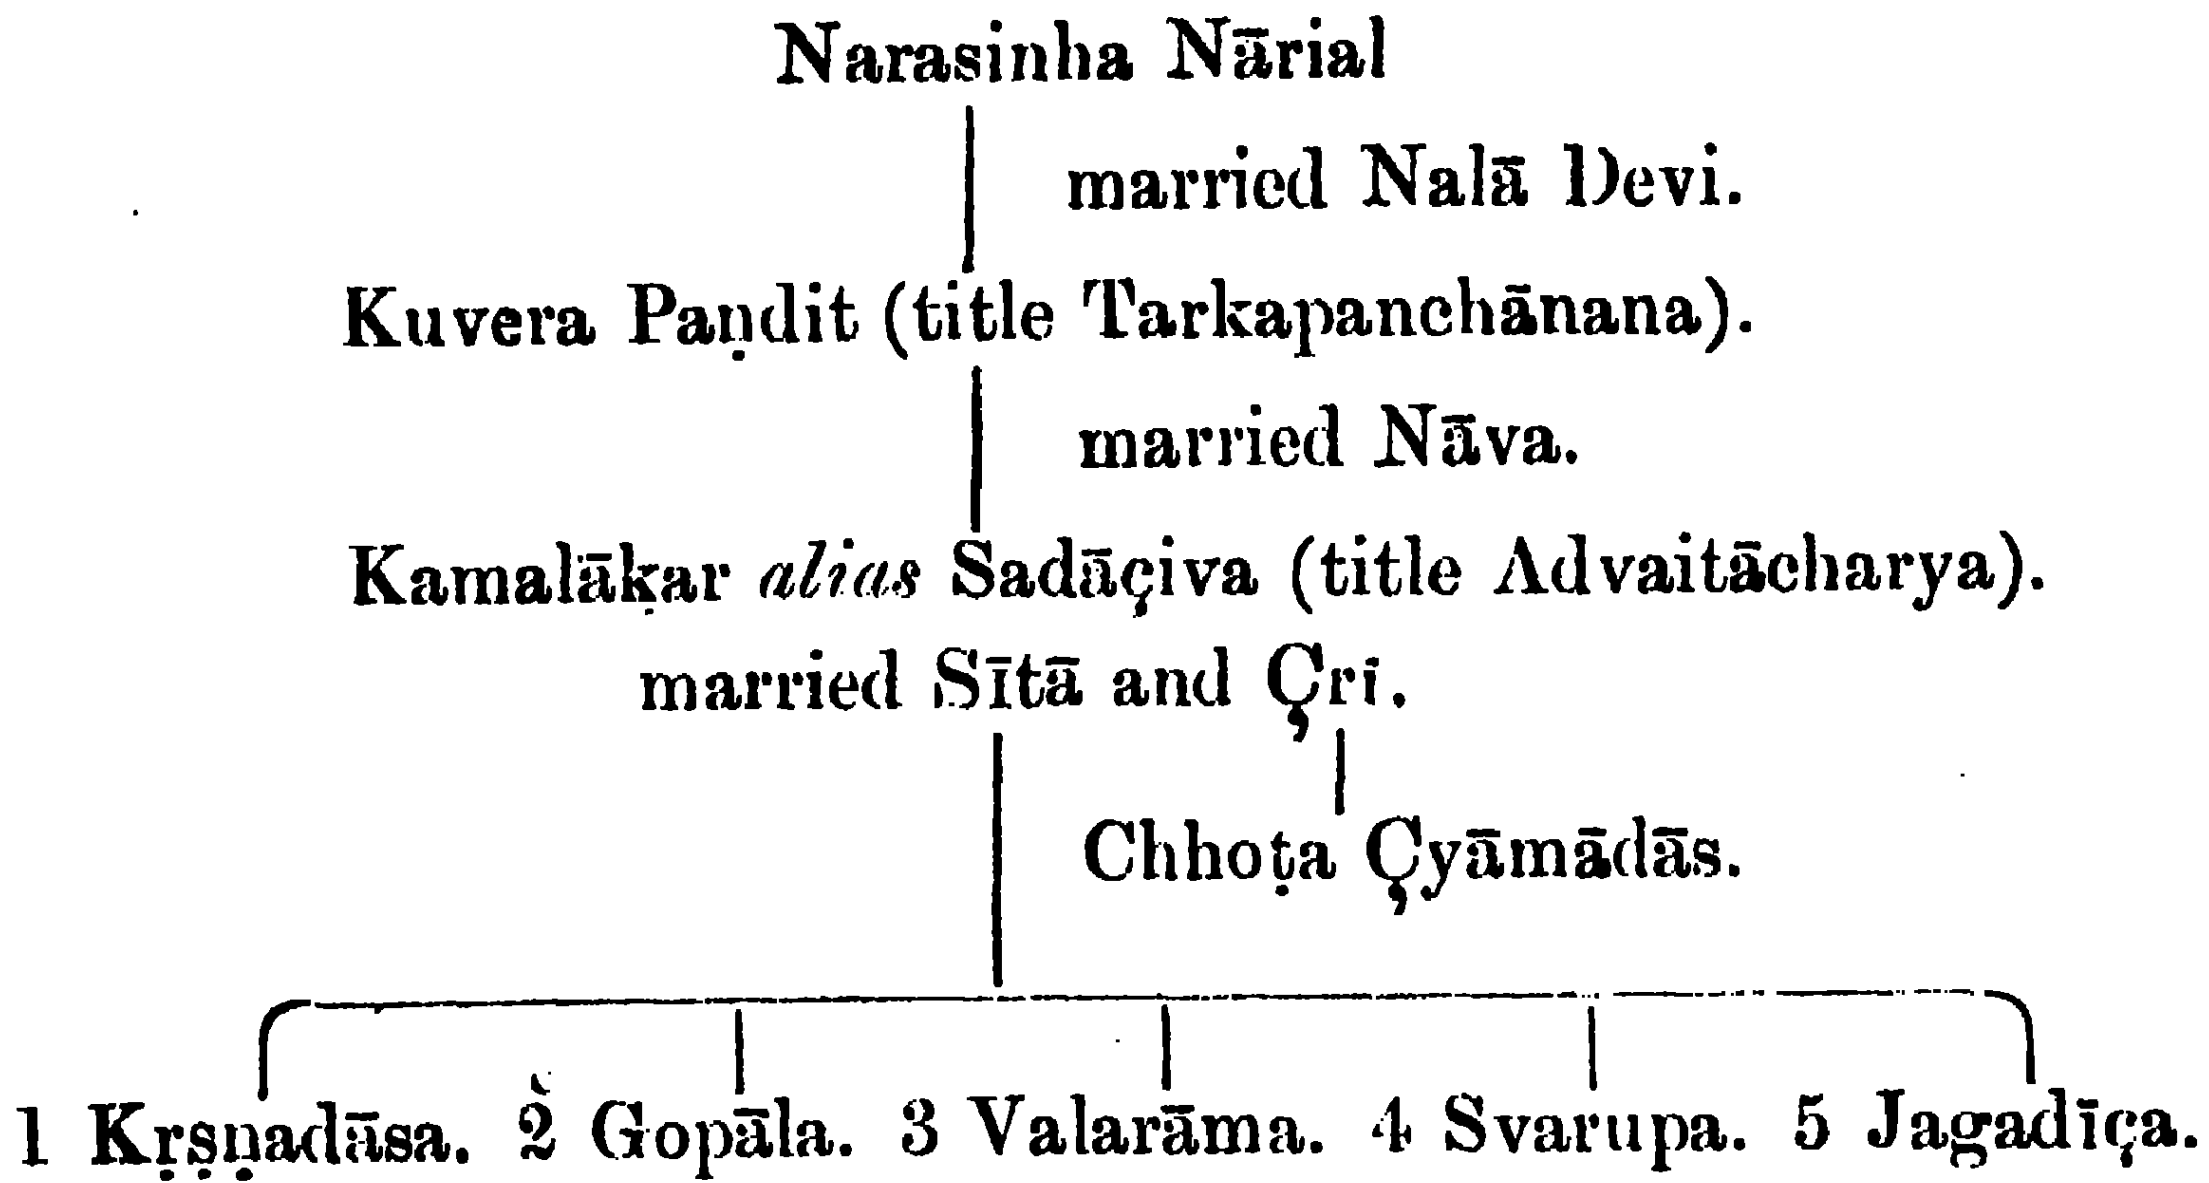 Narasinha Nārial
married Nalā Devi.
Kuvera Paṇdit (title Tarkapanchānana).
married Nāva.
Kamalāḳar alias Sadāçiva (title Advaitācharya).
married Sītā and Çri.
Chhoṭa Çyāmādās.
1 Kṛṣṇadāsa. 2 Gopāla. 3 Valarāma. 4 Svarupa. 5 Jagadīça.